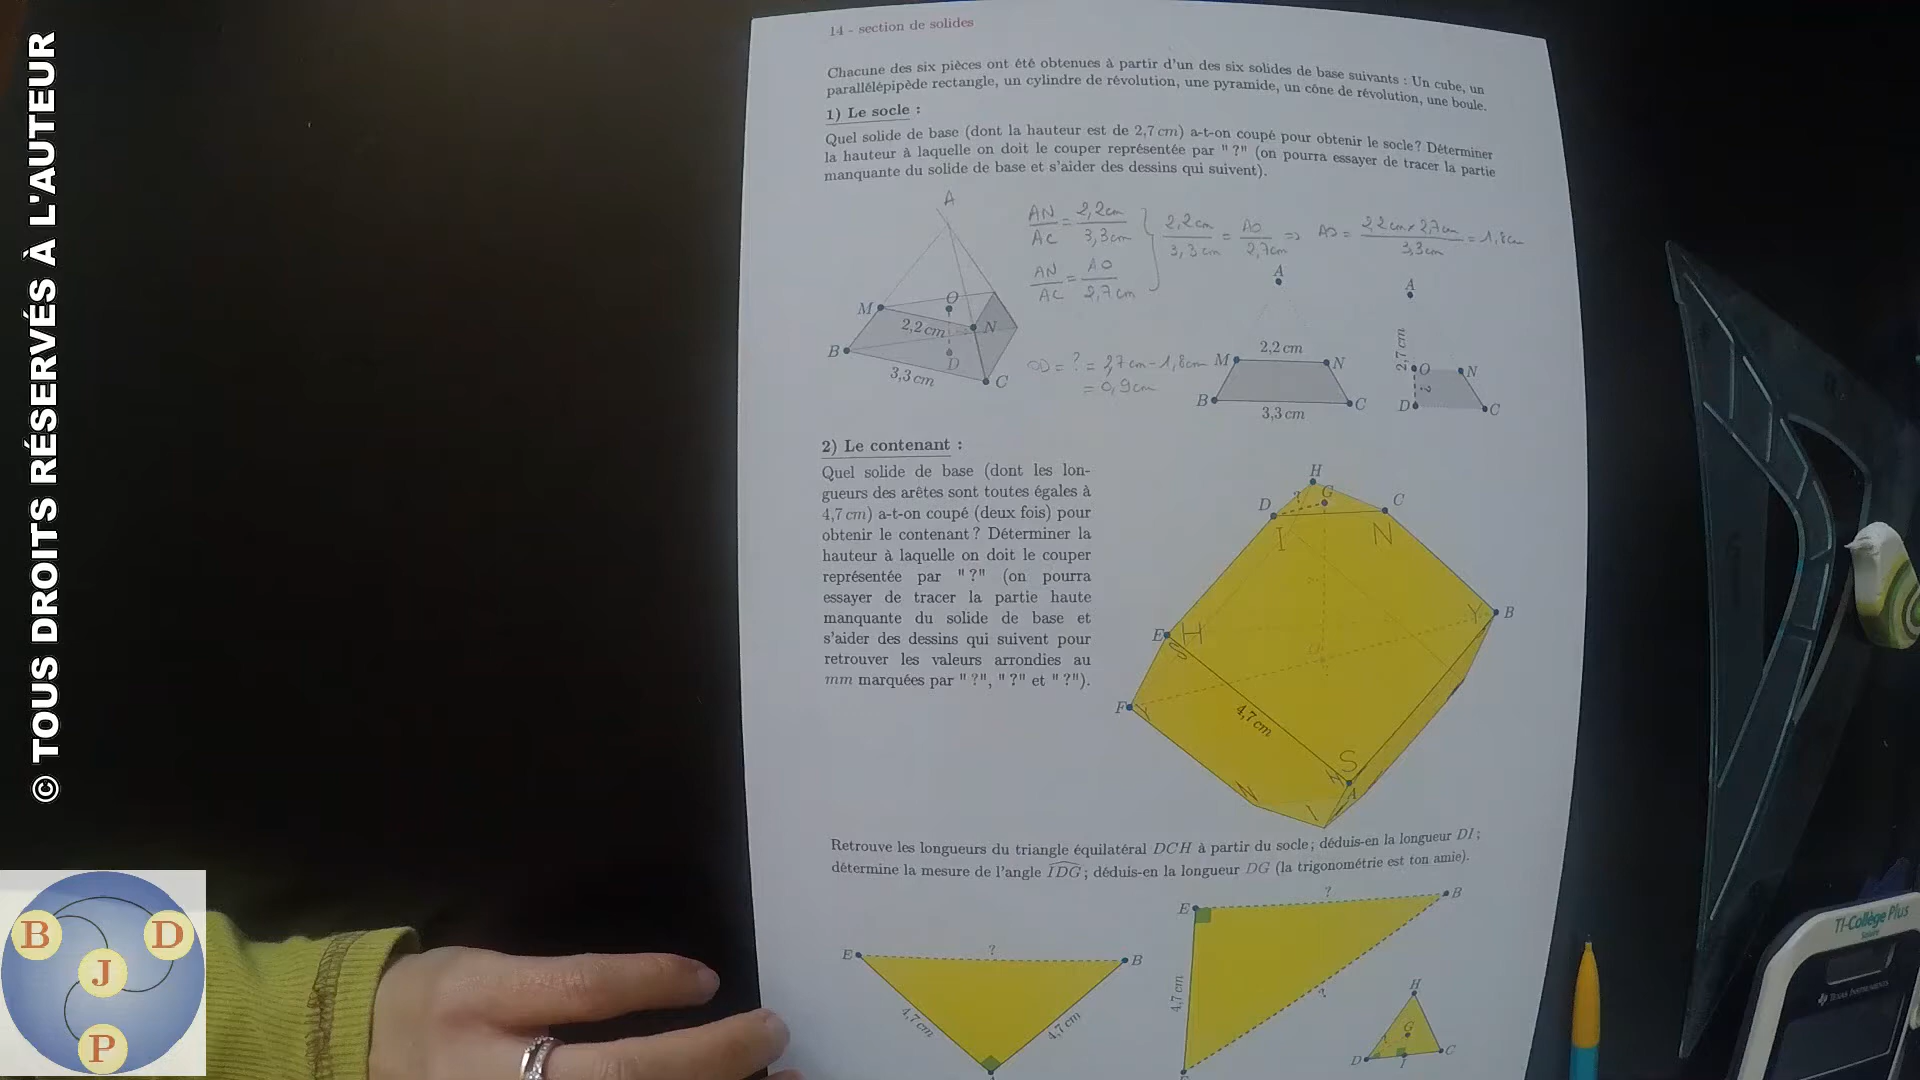 © TOUS DROITS RÉSERVÉS À L'AUTEUR
14 - section de solides
Chacune des six pièces ont été obtenues à partir d'un des six solides de base suivants : Un cube, un
parallélépipède rectangle, un cylindre de révolution, une pyramide, un cône de révolution, une boule.
1) Le socle :
Quel solide de base (dont la hauteur est de 2,7 cm) a-t-on coupé pour obtenir le socle ? Déterminer
la hauteur à laquelle on doit le couper représentée par " ?" (on pourra essayer de tracer la partie
manquante du solide de base et s'aider des dessins qui suivent).
A
M
O
N
2,2 cm
B
D
3,3 cm
C
AN/AC = 2,2cm/3,3cm
AN/AC = AO/2,7cm
2,2cm/3,3cm = AO/2,7cm => AO = 2,2cm×2,7cm/3,3cm = 1,8cm
OD = ? = 2,7cm - 1,8cm
= 0,9cm
A
M
2,2 cm
N
B
3,3 cm
C
A
2,7 cm
O
N
?
D
C
2) Le contenant :
Quel solide de base (dont les lon-
gueurs des arêtes sont toutes égales à
4,7 cm) a-t-on coupé (deux fois) pour
obtenir le contenant ? Déterminer la
hauteur à laquelle on doit le couper
représentée par " ?" (on pourra
essayer de tracer la partie haute
manquante du solide de base et
s'aider des dessins qui suivent pour
retrouver les valeurs arrondies au
mm marquées par " ?", " ?" et " ?").
H
D
?
G
C
I
N
E
H
Y
B
F
4,7 cm
S
A
Retrouve les longueurs du triangle équilatéral DCH à partir du socle ; déduis-en la longueur DI ;
détermine la mesure de l'angle IDG ; déduis-en la longueur DG (la trigonométrie est ton amie).
E
?
B
4,7 cm
4,7 cm
E
?
B
4,7 cm
?
H
G
D
I
C
TI-Collège Plus
Solaire
TEXAS INSTRUMENTS
B
D
J
P